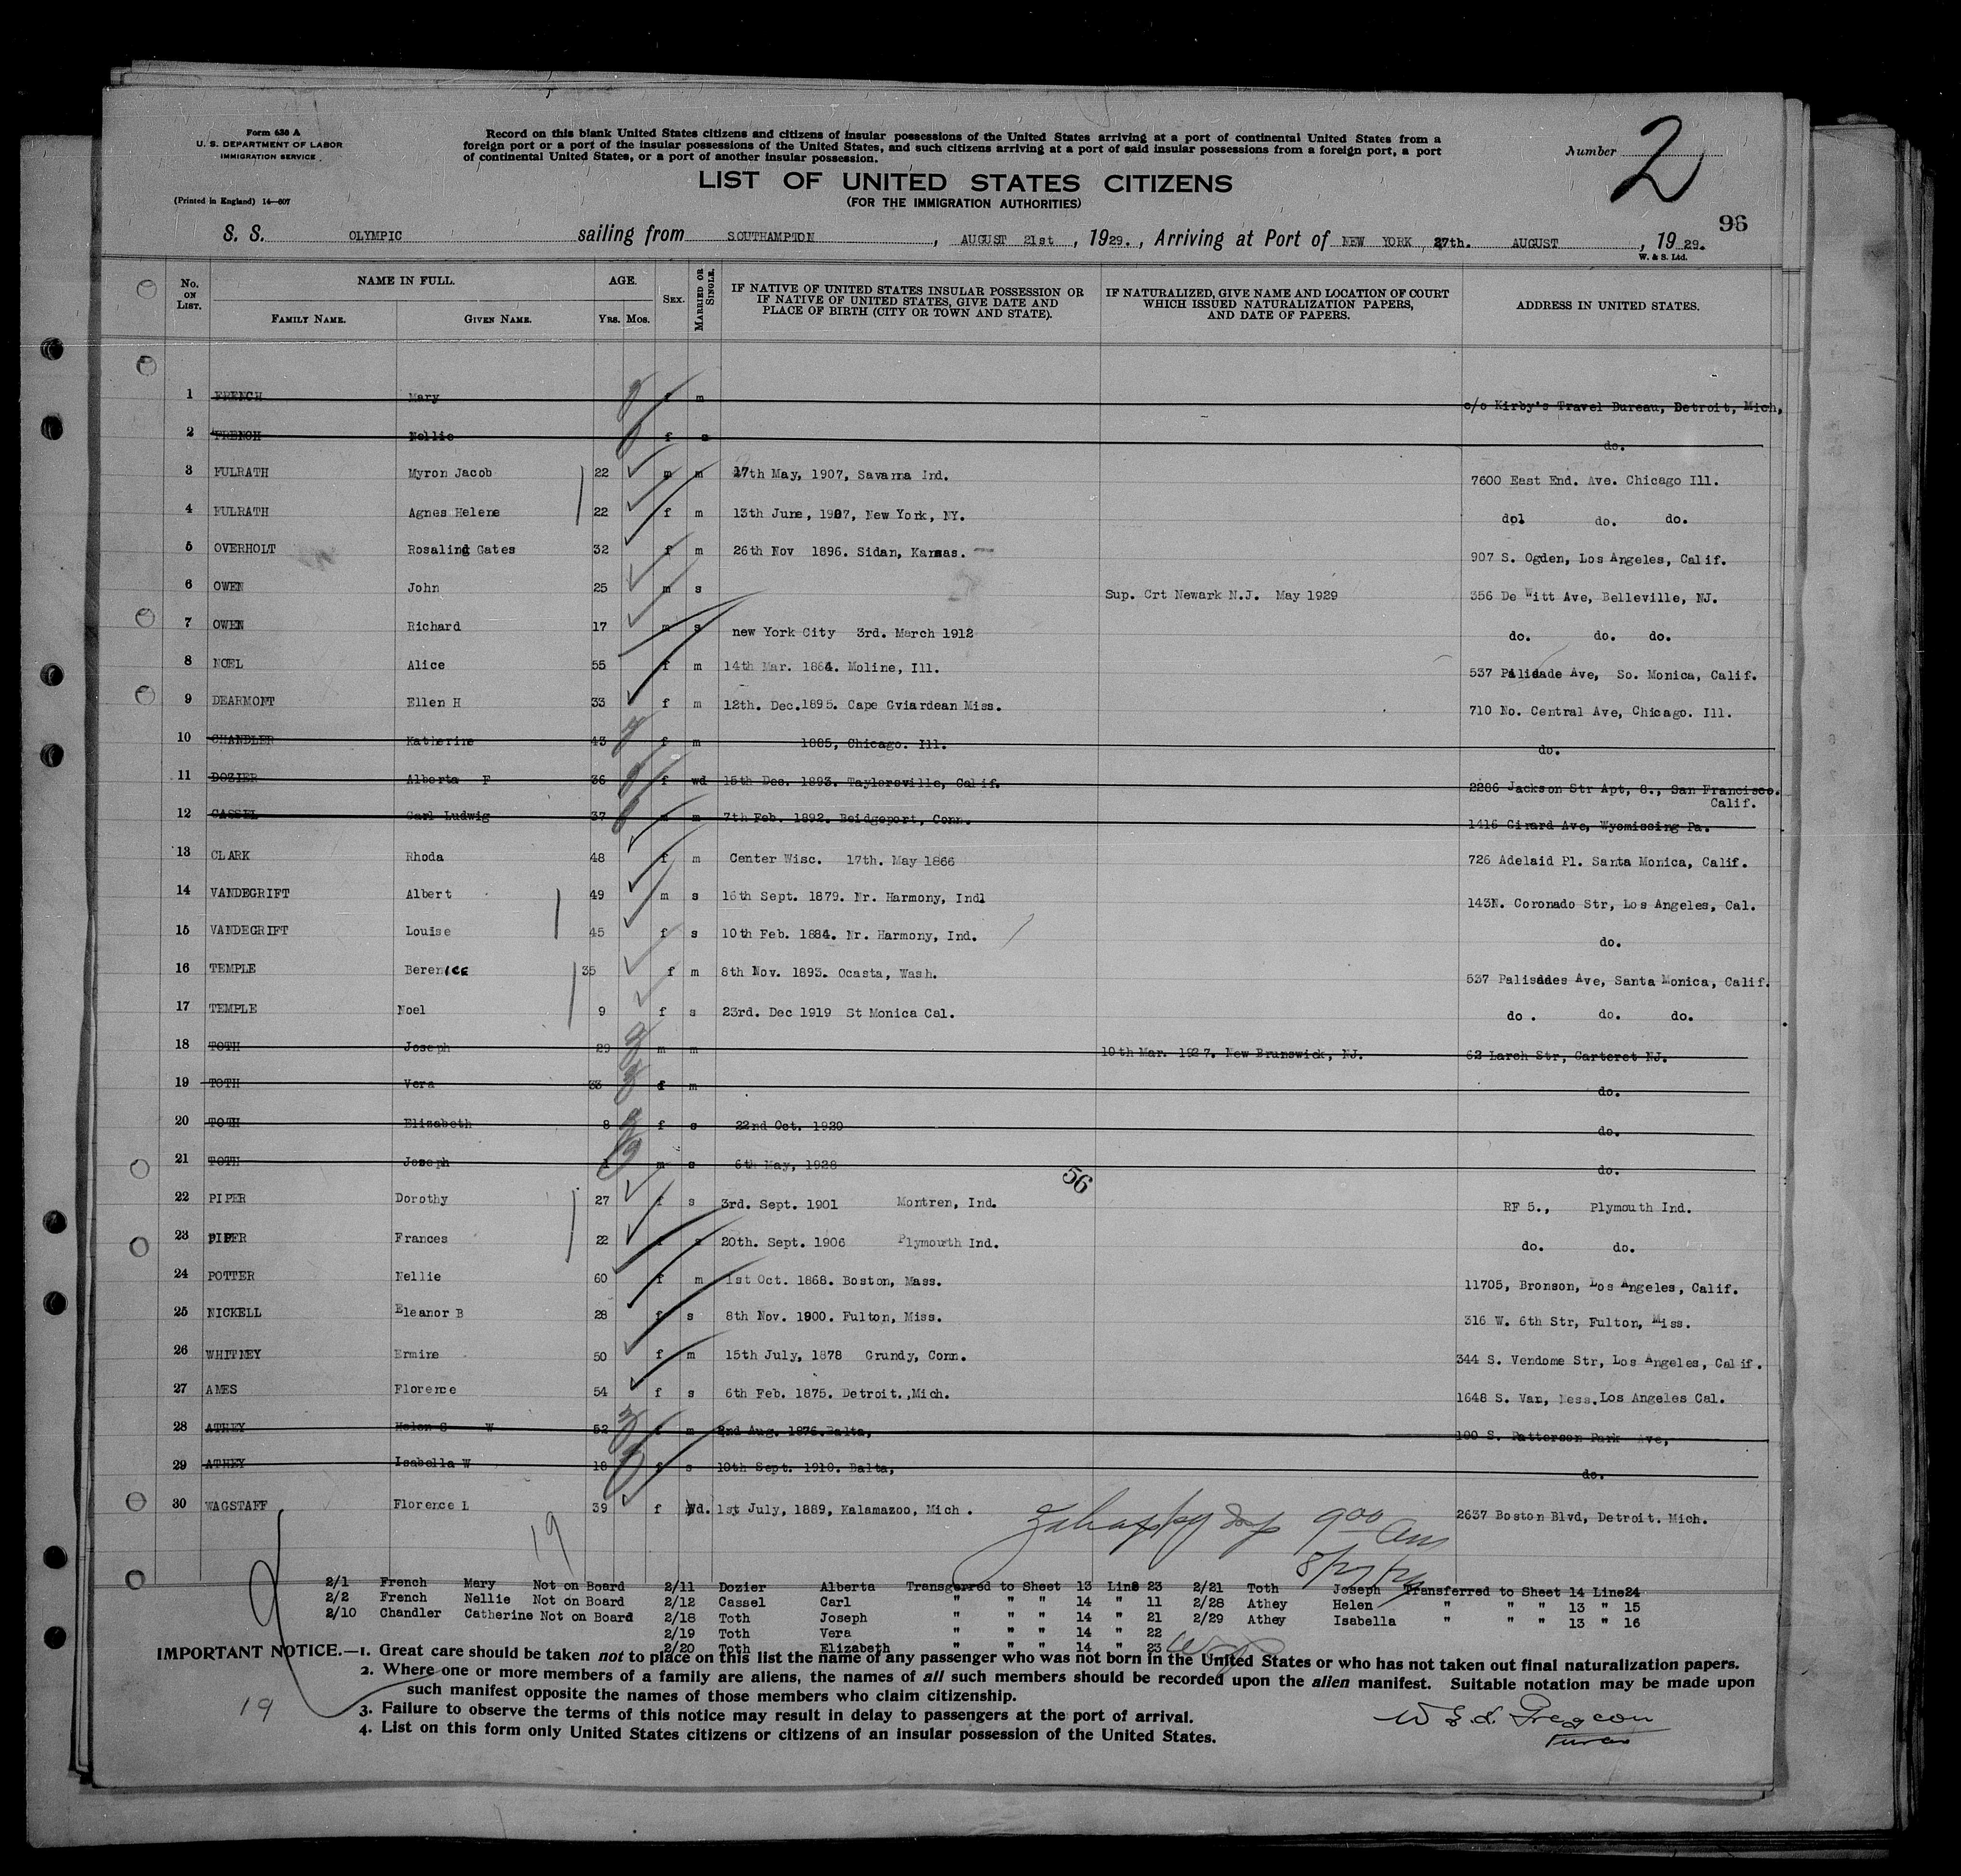 Form 630 A
U. S. DEPARTMENT OF LABOR
IMMIGRATION SERVICE
(Printed in England) 14—607
Record on this blank United States citizens and citizens of insular possessions of the United States arriving at a port of continental United States from a
foreign port or a port of the insular possessions of the United States, and such citizens arriving at a port of said insular possessions from a foreign port, a port
of continental United States, or a port of another insular possession.
Number 2
LIST OF UNITED STATES CITIZENS
(FOR THE IMMIGRATION AUTHORITIES)
96
S. S. OLYMPIC sailing from SOUTHAMPTON, AUGUST 21st, 1929., Arriving at Port of NEW YORK 27th. AUGUST, 1929.
W. & S. Ltd.
No. ON LIST. NAME IN FULL. FAMILY NAME. GIVEN NAME. AGE. Yrs. Mos. SEX. MARRIED OR SINGLE. IF NATIVE OF UNITED STATES INSULAR POSSESSION OR IF NATIVE OF UNITED STATES, GIVE DATE AND PLACE OF BIRTH (CITY OR TOWN AND STATE). IF NATURALIZED, GIVE NAME AND LOCATION OF COURT WHICH ISSUED NATURALIZATION PAPERS, AND DATE OF PAPERS. ADDRESS IN UNITED STATES.
1 FRENCH Mary f m c/o Kirby's Travel Bureau, Detroit, Mich,
2 FRENCH Nellie f s do.
3 FULRATH Myron Jacob 22 m m 17th May, 1907, Savanna Ind. 7600 East End. Ave. Chicago Ill.
4 FULRATH Agnes Helene 22 f m 13th June, 1907, New York, NY. dol do. do.
5 OVERHOLT Rosalind Gates 32 f m 26th Nov 1896. Sidan, Kansas. 907 S. Ogden, Los Angeles, Calif.
6 OWEN John 25 m s Sup. Crt Newark N.J. May 1929 356 De Witt Ave, Belleville, NJ.
7 OWEN Richard 17 m s new York City 3rd. March 1912 do. do. do.
8 NOEL Alice 55 f m 14th Mar. 1864. Moline, Ill. 537 Palisade Ave, So. Monica, Calif.
9 DEARMONT Ellen H 33 f m 12th. Dec.1895. Cape Gviardean Miss. 710 No. Central Ave, Chicago. Ill.
10 CHANDLER Katherine 43 f m 1885, Chicago. Ill. do.
11 DOZIER Alberta F 36 f wd 15th Dec. 1893. Taylorsville, Calif. 2286 Jackson Str Apt, 8., San Francisco. Calif.
12 CASSEL Carl Ludwig 37 m m 7th Feb. 1892. Beidgeport, Conn. 1416 Girard Ave, Wyomissing Pa.
13 CLARK Rhoda 48 f m Center Wisc. 17th. May 1866 726 Adelaid Pl. Santa Monica, Calif.
14 VANDEGRIFT Albert 49 m s 16th Sept. 1879. Nr. Harmony, Indl 143N. Coronado Str, Los Angeles, Cal.
15 VANDEGRIFT Louise 45 f s 10th Feb. 1884. Nr. Harmony, Ind. do.
16 TEMPLE Berenice 35 f m 8th Nov. 1893. Ocasta, Wash. 537 Palisades Ave, Santa Monica, Calif.
17 TEMPLE Noel 9 f s 23rd. Dec 1919 St Monica Cal. do . do. do.
18 TOTH Joseph 29 m m 10th Mar. 1927. New Brunswick, NJ. 62 Larch Str, Carteret NJ.
19 TOTH Vera 33 f m do.
20 TOTH Elizabeth 8 f s 22nd Oct. 1920 do.
21 TOTH Joseph 1 m s 6th May, 1928 do.
56
22 PIPER Dorothy 27 f s 3rd. Sept. 1901 Montren, Ind. RF 5., Plymouth Ind.
23 PIPER Frances 22 f s 20th. Sept. 1906 Plymouth Ind. do. do.
24 POTTER Nellie 60 f m 1st Oct. 1868. Boston, Mass. 11705, Bronson, Los Angeles, Calif.
25 NICKELL Eleanor B 28 f s 8th Nov. 1900. Fulton, Miss. 316 W. 6th Str, Fulton, Miss.
26 WHITNEY Ermine 50 f m 15th July, 1878 Grundy, Conn. 344 S. Vendome Str, Los Angeles, Calif.
27 AMES Florence 54 f s 6th Feb. 1875. Detroit.,Mich. 1648 S. Van, Ness. Los Angeles Cal.
28 ATHEY Helen S W 52 f m 2nd Aug. 1876.Balta, 100 S. Patterson Park Ave,
29 ATHEY Isabella W 18 f s 10th Sept. 1910. Balta, do.
30 WAGSTAFF Florence L 39 f Wd. 1st July, 1889, Kalamazoo, Mich . 2637 Boston Blvd, Detroit. Mich.
19
900 am
8/27/29
2/1 French Mary Not on Board 2/11 Dozier Alberta Transferred to Sheet 13 Line 23 2/21 Toth Joseph Transferred to Sheet 14 Line24
2/2 French Nellie Not on Board 2/12 Cassel Carl " " " 14 " 11 2/28 Athey Helen " " " 13 " 15
2/10 Chandler Catherine Not on Board 2/18 Toth Joseph " " " 14 " 21 2/29 Athey Isabella " " " 13 " 16
2/19 Toth Vera " " " 14 " 22
2/20 Toth Elizabeth " " " 14 " 23
IMPORTANT NOTICE.—1. Great care should be taken not to place on this list the name of any passenger who was not born in the United States or who has not taken out final naturalization papers.
2. Where one or more members of a family are aliens, the names of all such members should be recorded upon the alien manifest. Suitable notation may be made upon
such manifest opposite the names of those members who claim citizenship.
3. Failure to observe the terms of this notice may result in delay to passengers at the port of arrival.
4. List on this form only United States citizens or citizens of an insular possession of the United States.
19